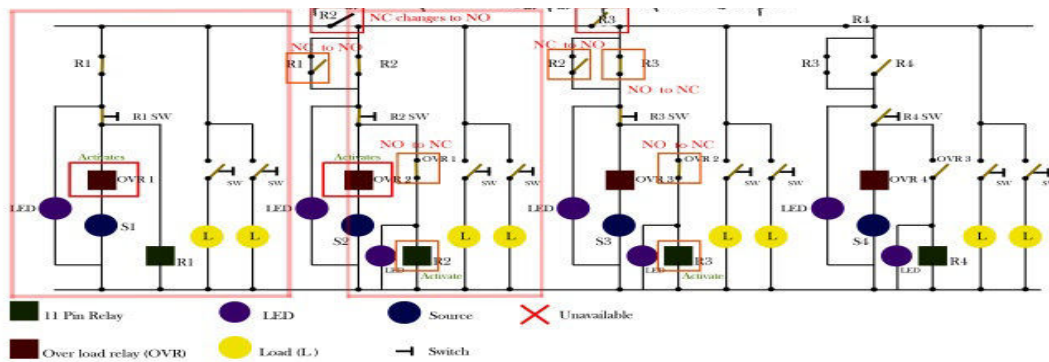 R2
NC changes to NO
R3
R4
NC to NO
NC to NO
R1
R1
R2
R2
R3
R3
R4
NO to NC
R1 SW
R2 SW
R3 SW
R4 SW
NO to NC
NO to NC
Activates
Activates
OVR 1
OVR 2
OVR 3
OVR 1
OVR 2
OVR 3
OVR 4
SW
SW
SW
SW
SW
SW
SW
SW
LED
LED
LED
LED
S1
S2
S3
S4
L
L
L
L
L
L
L
L
R1
R2
R3
R4
LED
LED
LED
Activate
Activate
11 Pin Relay
LED
Source
Unavailable
Over load relay (OVR)
Load (L)
Switch